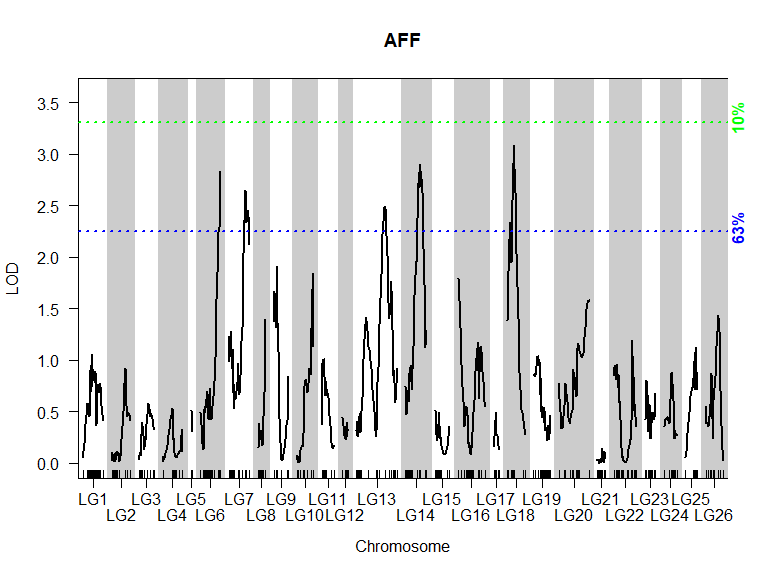 AFF
3.5
10%
3.0
2.5
63%
2.0
LOD
1.5
1.0
0.5
0.0
LG1 LG3 LG5 LG7 LG9 LG11 LG13 LG15 LG17 LG19 LG21 LG23 LG25
LG2 LG4 LG6 LG8 LG10 LG12 LG14 LG16 LG18 LG20 LG22 LG24 LG26
Chromosome